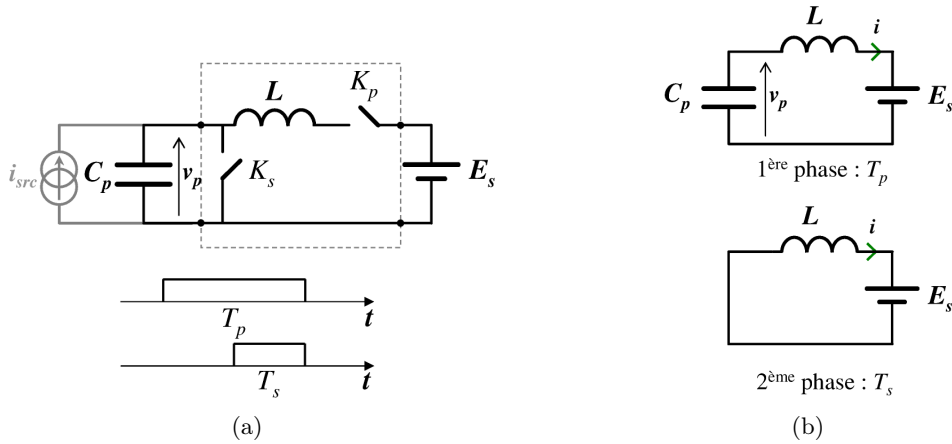 L
K_p
i_src
C_p
v_p
K_s
E_s
T_p
t
T_s
t
(a)
L
i
C_p
v_p
E_s
1ère phase : T_p
L
i
E_s
2ème phase : T_s
(b)